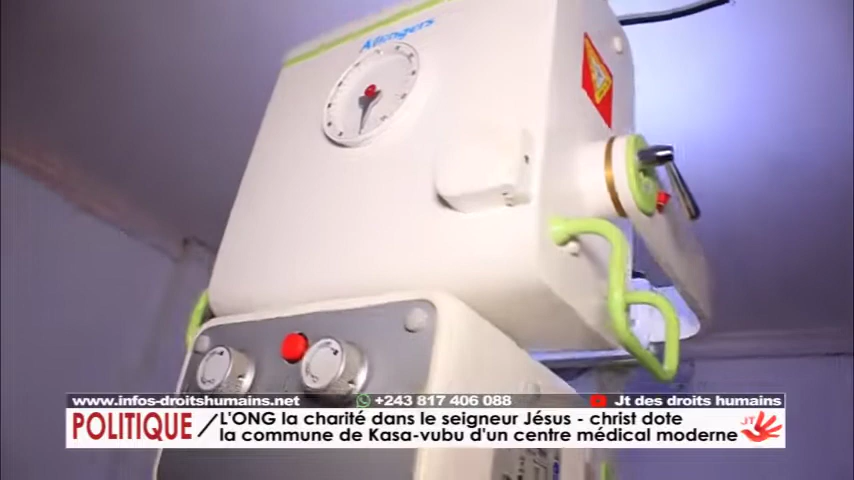 Allengers
www.infos-droitshumains.net +243 817 406 088 Jt des droits humains
POLITIQUE / L'ONG la charité dans le seigneur Jésus - christ dote
la commune de Kasa-vubu d'un centre médical moderne
JT